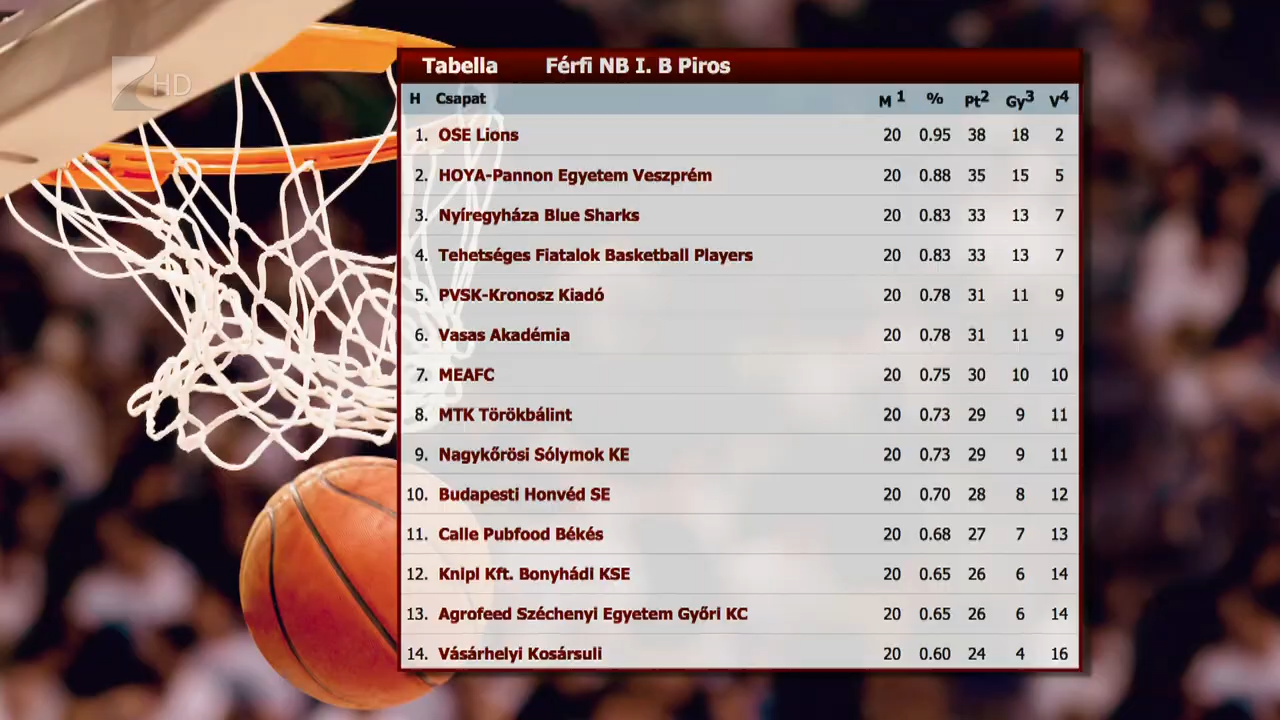 HD
Tabella Férfi NB I. B Piros
H Csapat M 1 % Pt2 Gy3 V4
1. OSE Lions 20 0.95 38 18 2
2. HOYA-Pannon Egyetem Veszprém 20 0.88 35 15 5
3. Nyíregyháza Blue Sharks 20 0.83 33 13 7
4. Tehetséges Fiatalok Basketball Players 20 0.83 33 13 7
5. PVSK-Kronosz Kiadó 20 0.78 31 11 9
6. Vasas Akadémia 20 0.78 31 11 9
7. MEAFC 20 0.75 30 10 10
8. MTK Törökbálint 20 0.73 29 9 11
9. Nagykőrösi Sólymok KE 20 0.73 29 9 11
10. Budapesti Honvéd SE 20 0.70 28 8 12
11. Calle Pubfood Békés 20 0.68 27 7 13
12. Knipl Kft. Bonyhádi KSE 20 0.65 26 6 14
13. Agrofeed Széchenyi Egyetem Győri KC 20 0.65 26 6 14
14. Vásárhelyi Kosársuli 20 0.60 24 4 16